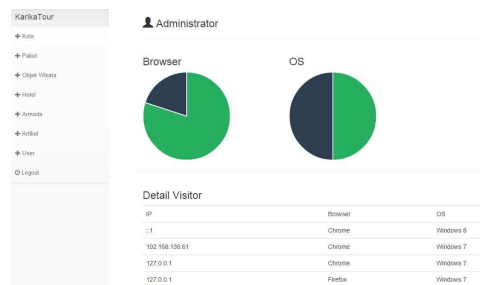 KarikaTour
Kota
Paket
Objek Wisata
Hotel
Armada
Artikel
User
Logout
Administrator
Browser OS
Detail Visitor
IP Browser OS
::1 Chrome Windows 8
192.168.136.61 Chrome Windows 7
127.0.0.1 Chrome Windows 7
127.0.0.1 Firefox Windows 7